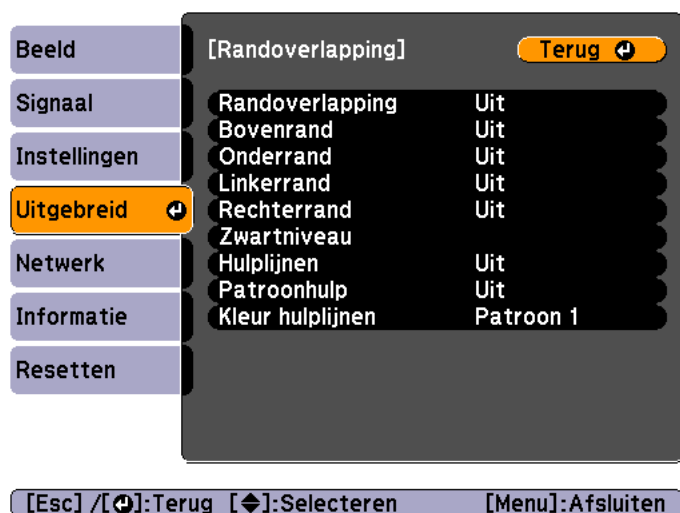 Beeld
Signaal
Instellingen
Uitgebreid
Netwerk
Informatie
Resetten
[Randoverlapping] Terug
Randoverlapping Uit
Bovenrand Uit
Onderrand Uit
Linkerrand Uit
Rechterrand Uit
Zwartniveau
Hulplijnen Uit
Patroonhulp Uit
Kleur hulplijnen Patroon 1
[Esc] /[⏎]:Terug [◆]:Selecteren [Menu]:Afsluiten